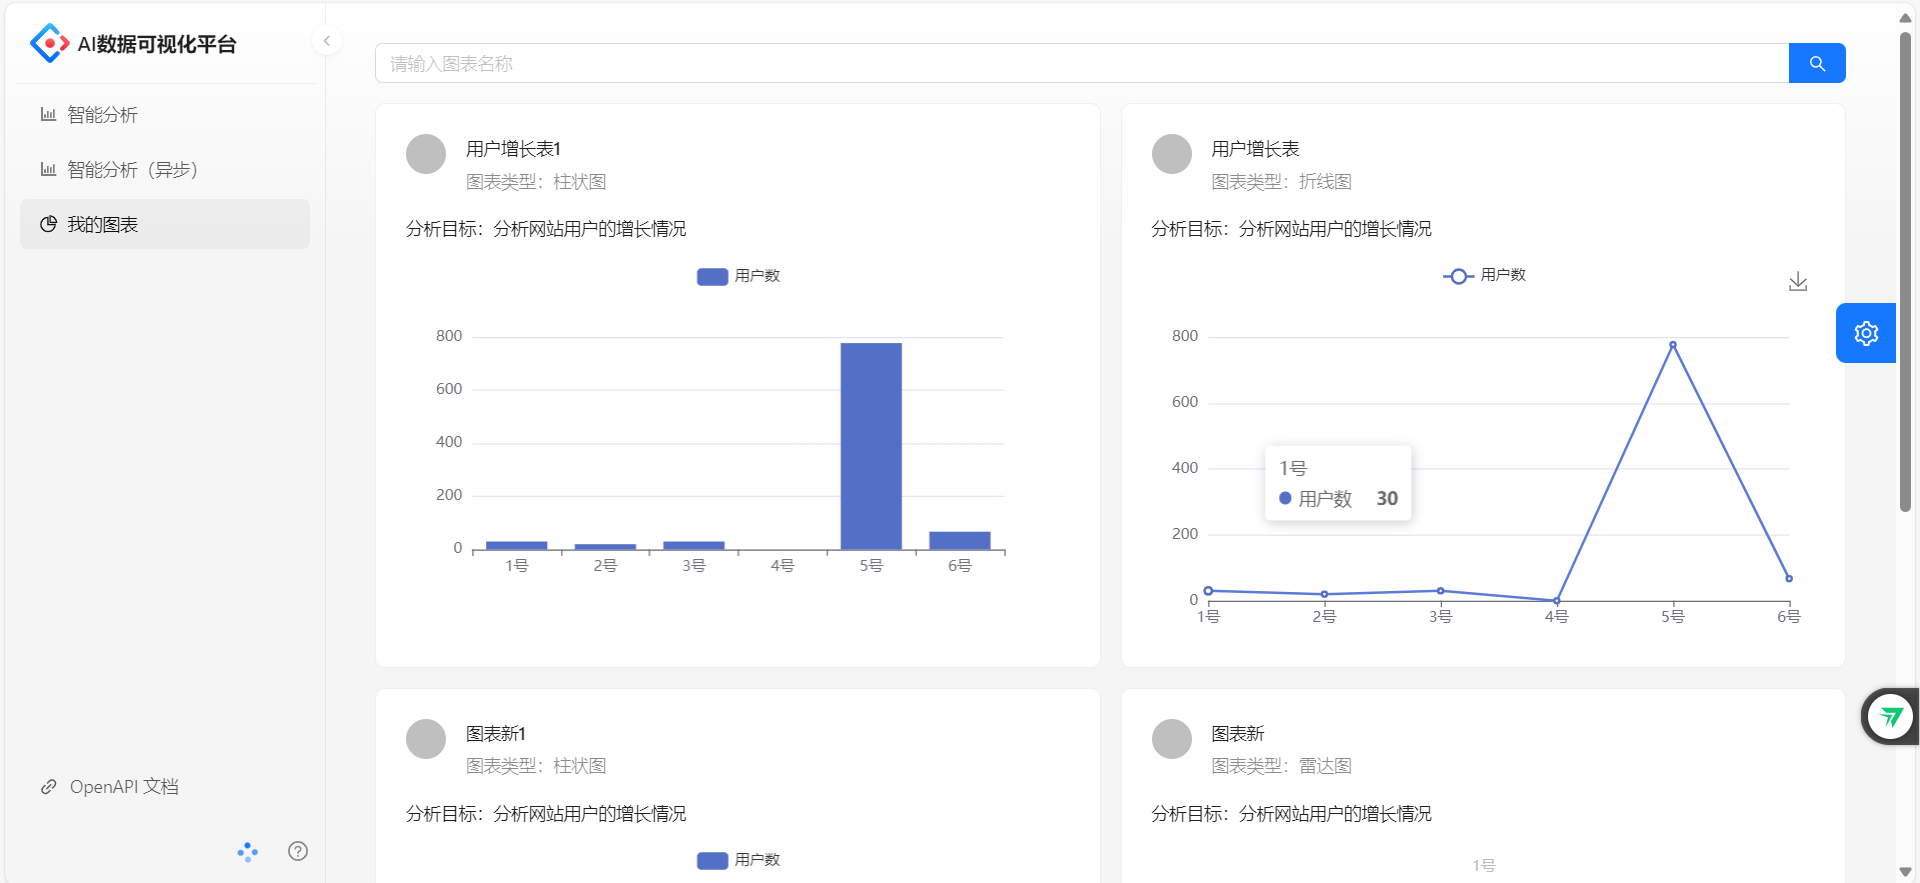 AI数据可视化平台
智能分析
智能分析（异步）
我的图表
OpenAPI 文档
请输入图表名称
用户增长表1
图表类型：柱状图
分析目标：分析网站用户的增长情况
用户数
800
600
400
200
0
1号 2号 3号 4号 5号 6号
用户增长表
图表类型：折线图
分析目标：分析网站用户的增长情况
用户数
800
600
400
200
0
1号
用户数 30
1号 2号 3号 4号 5号 6号
图表新1
图表类型：柱状图
分析目标：分析网站用户的增长情况
用户数
图表新
图表类型：雷达图
分析目标：分析网站用户的增长情况
1号